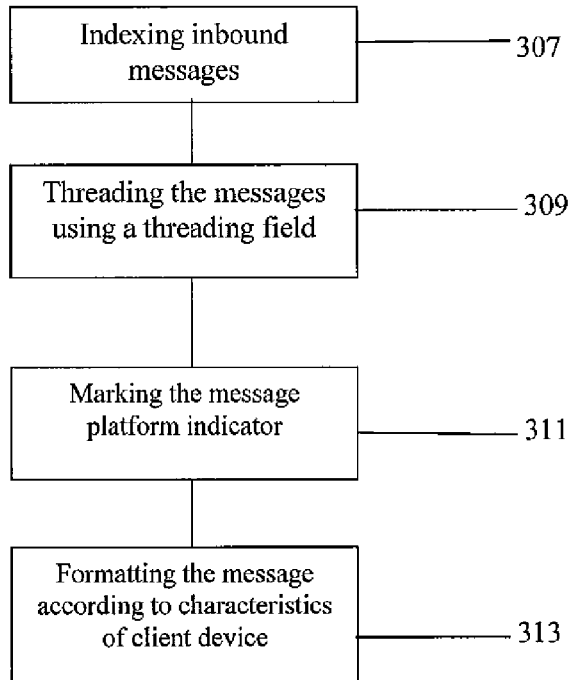 Indexing inbound
messages
307
Threading the messages
using a threading field
309
Marking the message
platform indicator
311
Formatting the message
according to characteristics
of client device
313